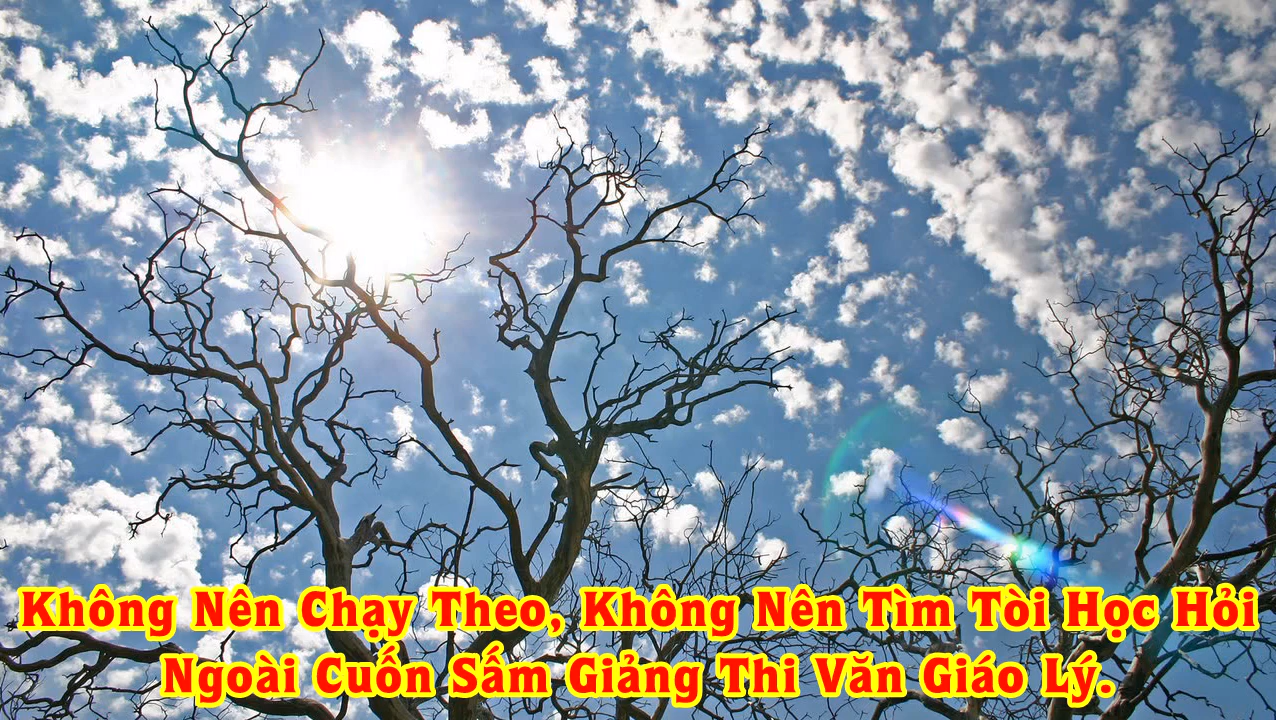 Không Nên Chạy Theo, Không Nên Tìm Tòi Học Hỏi
Ngoài Cuốn Sấm Giảng Thi Văn Giáo Lý.